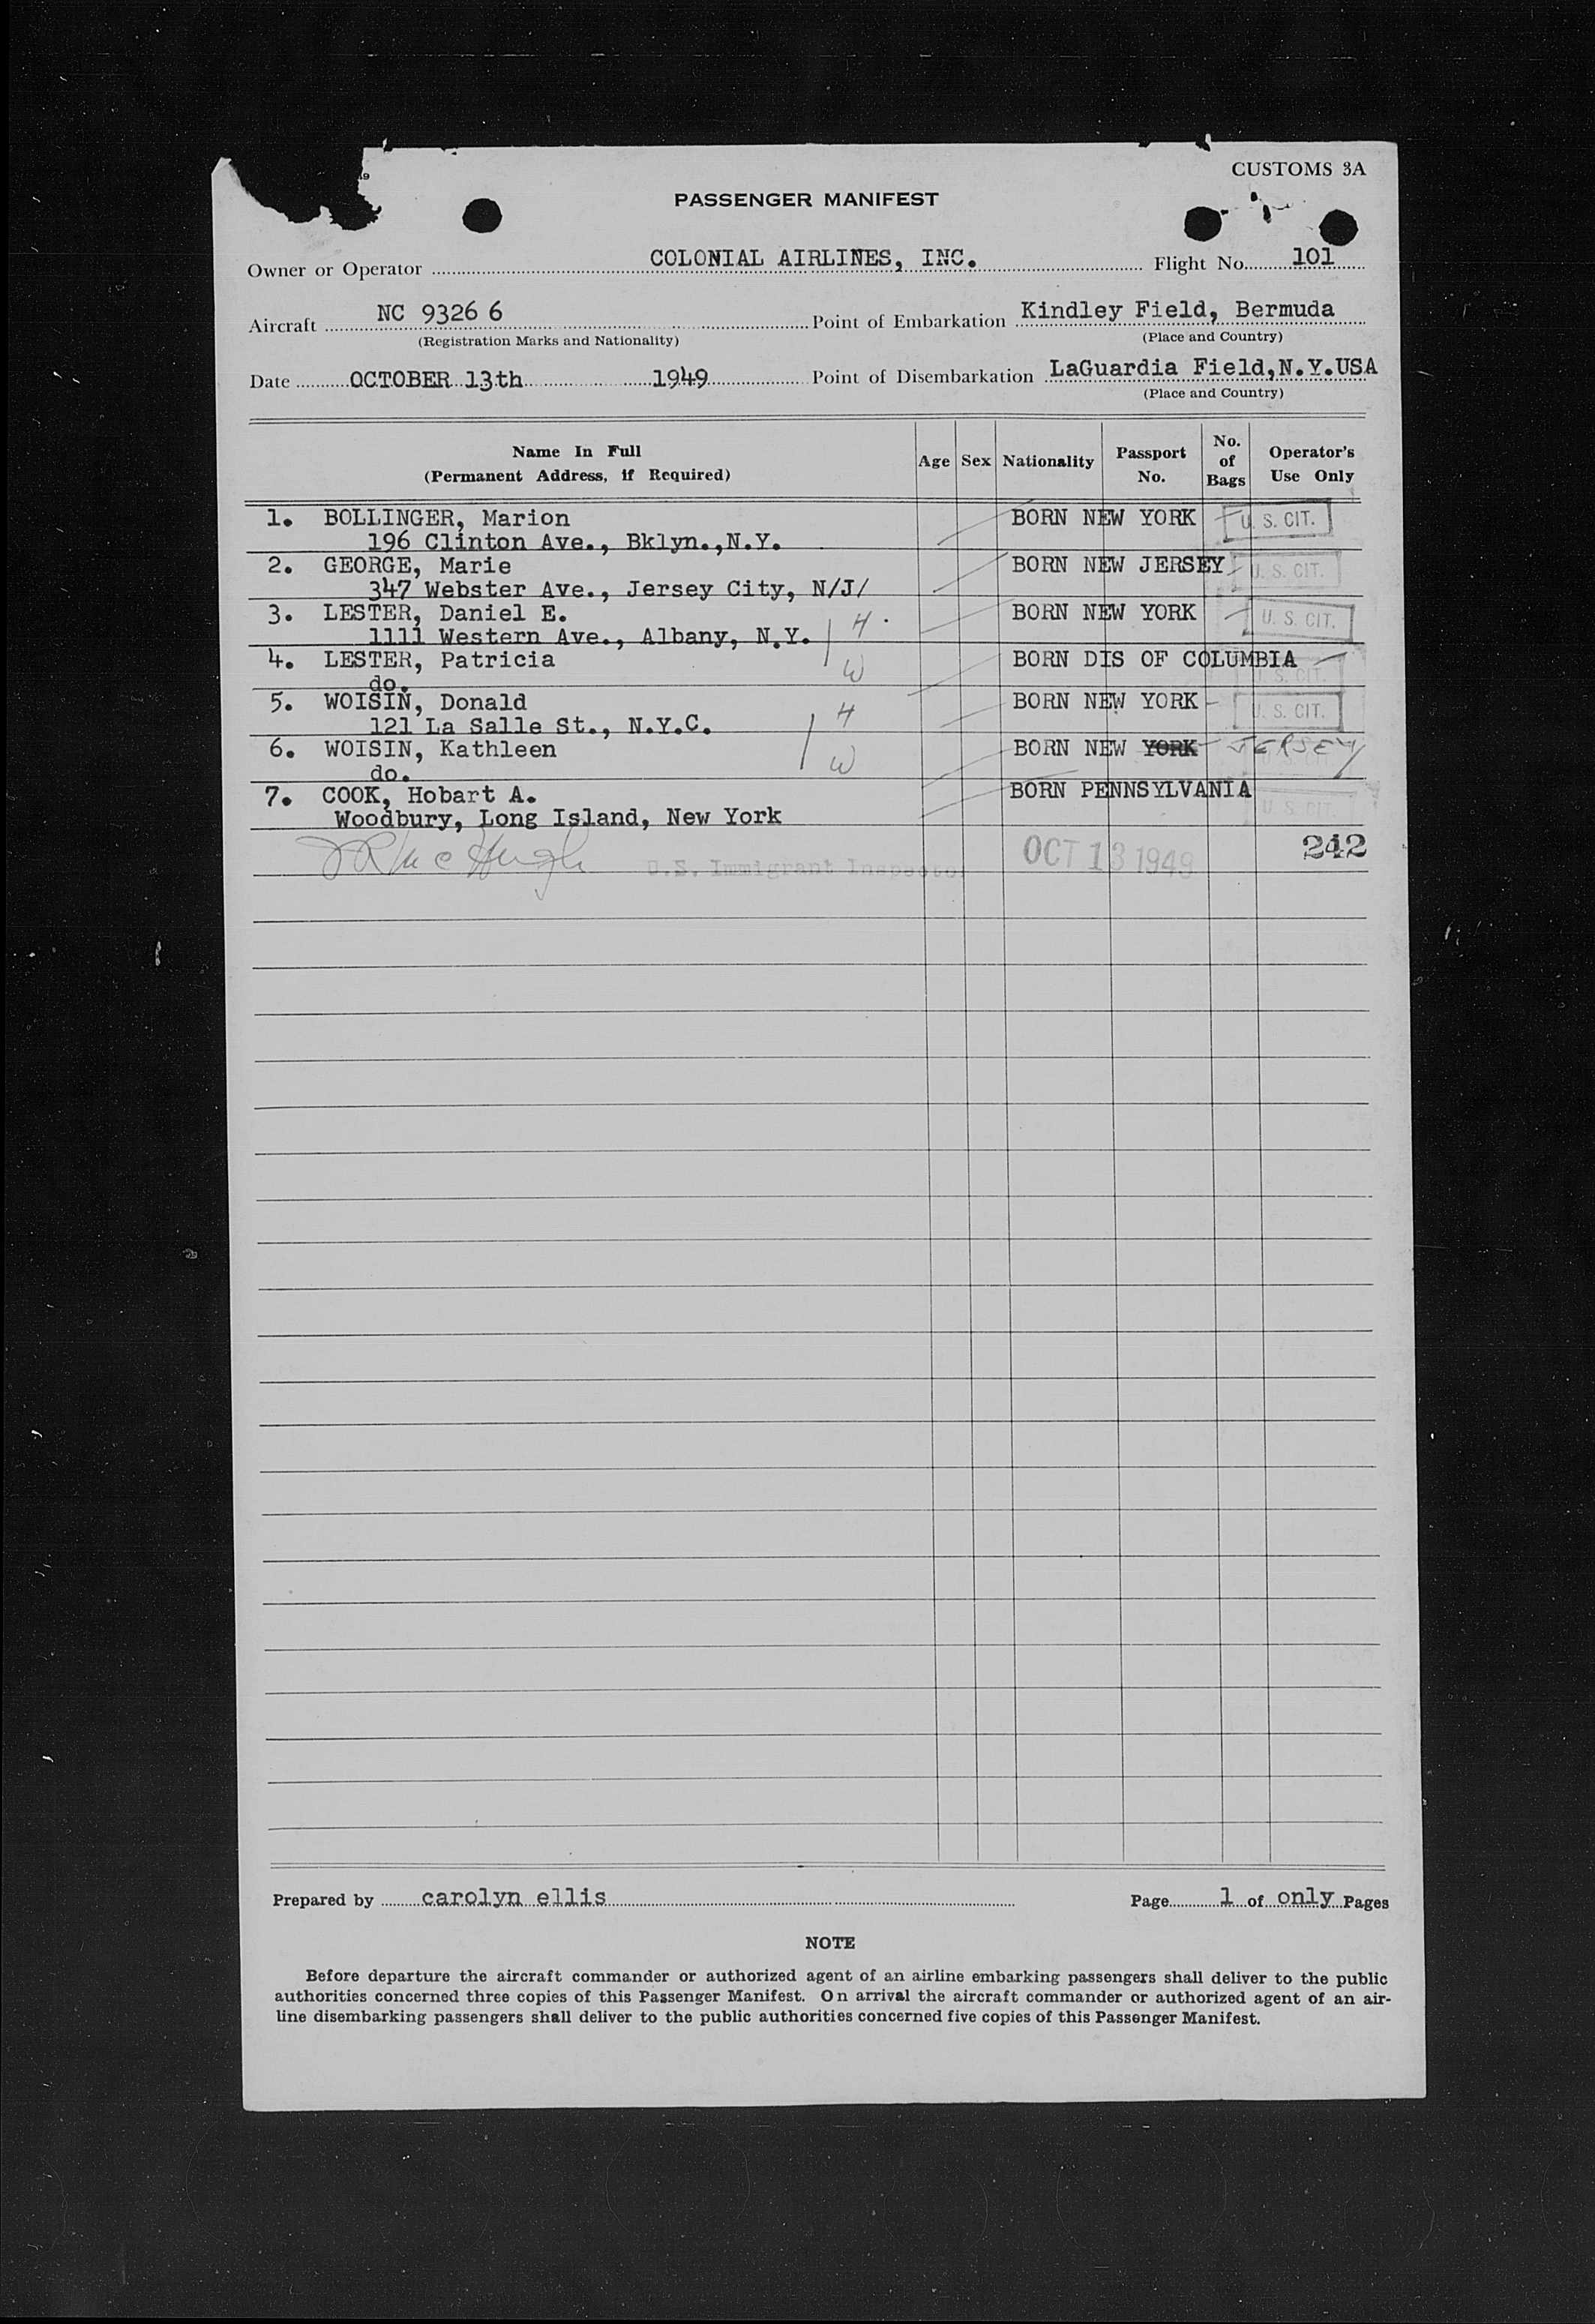 CUSTOMS 3A
PASSENGER MANIFEST
Owner or Operator COLONIAL AIRLINES, INC. Flight No. 101
Aircraft NC 9326 6 Point of Embarkation Kindley Field, Bermuda
(Registration Marks and Nationality) (Place and Country)
Date OCTOBER 13th 1949 Point of Disembarkation LaGuardia Field,N.Y.USA
(Place and Country)
Name In Full (Permanent Address, if Required) Age Sex Nationality Passport No. No. of Bags Operator's Use Only
1. BOLLINGER, Marion BORN NEW YORK U. S. CIT.
196 Clinton Ave., Bklyn.,N.Y.
2. GEORGE, Marie BORN NEW JERSEY U. S. CIT.
347 Webster Ave., Jersey City, N/J/
3. LESTER, Daniel E. BORN NEW YORK U. S. CIT.
1111 Western Ave., Albany, N.Y. H
4. LESTER, Patricia W BORN DIS OF COLUMBIA U. S. CIT.
do.
5. WOISIN, Donald H BORN NEW YORK U. S. CIT.
121 La Salle St., N.Y.C.
6. WOISIN, Kathleen W BORN NEW YORK JERSEY
do.
7. COOK, Hobart A. BORN PENNSYLVANIA U. S. CIT.
Woodbury, Long Island, New York
U.S. Immigrant Inspector OCT 13 1949 242
Prepared by carolyn ellis Page 1 of only Pages
NOTE
Before departure the aircraft commander or authorized agent of an airline embarking passengers shall deliver to the public
authorities concerned three copies of this Passenger Manifest. On arrival the aircraft commander or authorized agent of an air-
line disembarking passengers shall deliver to the public authorities concerned five copies of this Passenger Manifest.